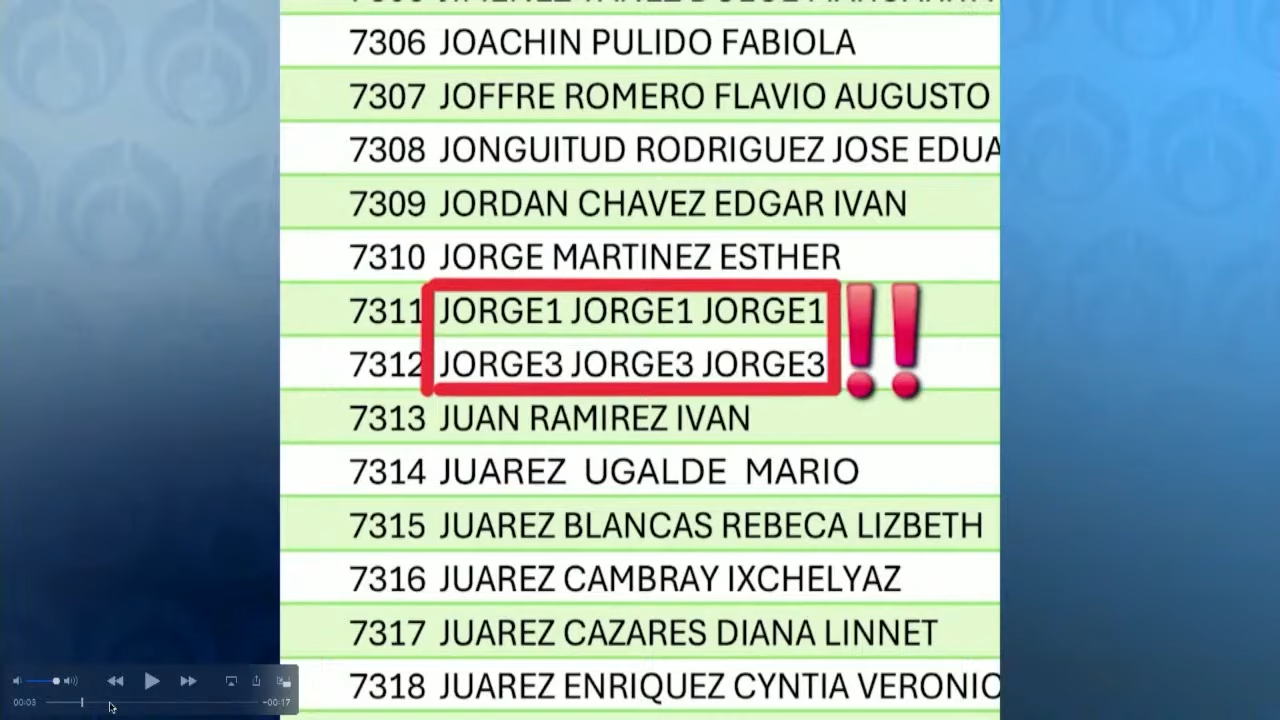 7306 JOACHIN PULIDO FABIOLA
7307 JOFFRE ROMERO FLAVIO AUGUSTO
7308 JONGUITUD RODRIGUEZ JOSE EDUA
7309 JORDAN CHAVEZ EDGAR IVAN
7310 JORGE MARTINEZ ESTHER
7311 JORGE1 JORGE1 JORGE1
7312 JORGE3 JORGE3 JORGE3
7313 JUAN RAMIREZ IVAN
7314 JUAREZ UGALDE MARIO
7315 JUAREZ BLANCAS REBECA LIZBETH
7316 JUAREZ CAMBRAY IXCHELYAZ
7317 JUAREZ CAZARES DIANA LINNET
7318 JUAREZ ENRIQUEZ CYNTIA VERONIC
00:03 -00:17